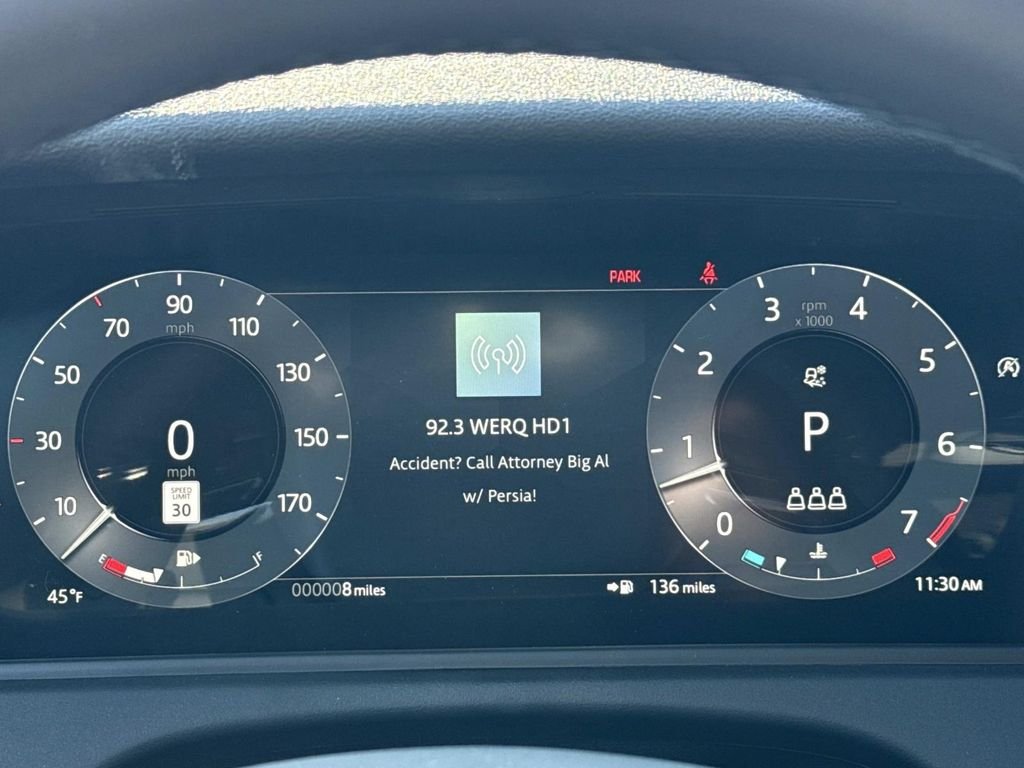 PARK
90
mph
70
110
50
130
30
150
10
170
0
mph
SPEED
LIMIT
30
E
F
45°F
92.3 WERQ HD1
Accident? Call Attorney Big Al
w/ Persia!
000008 miles
136 miles
3
rpm
x 1000
4
2
5
1
6
0
7
P
11:30 AM